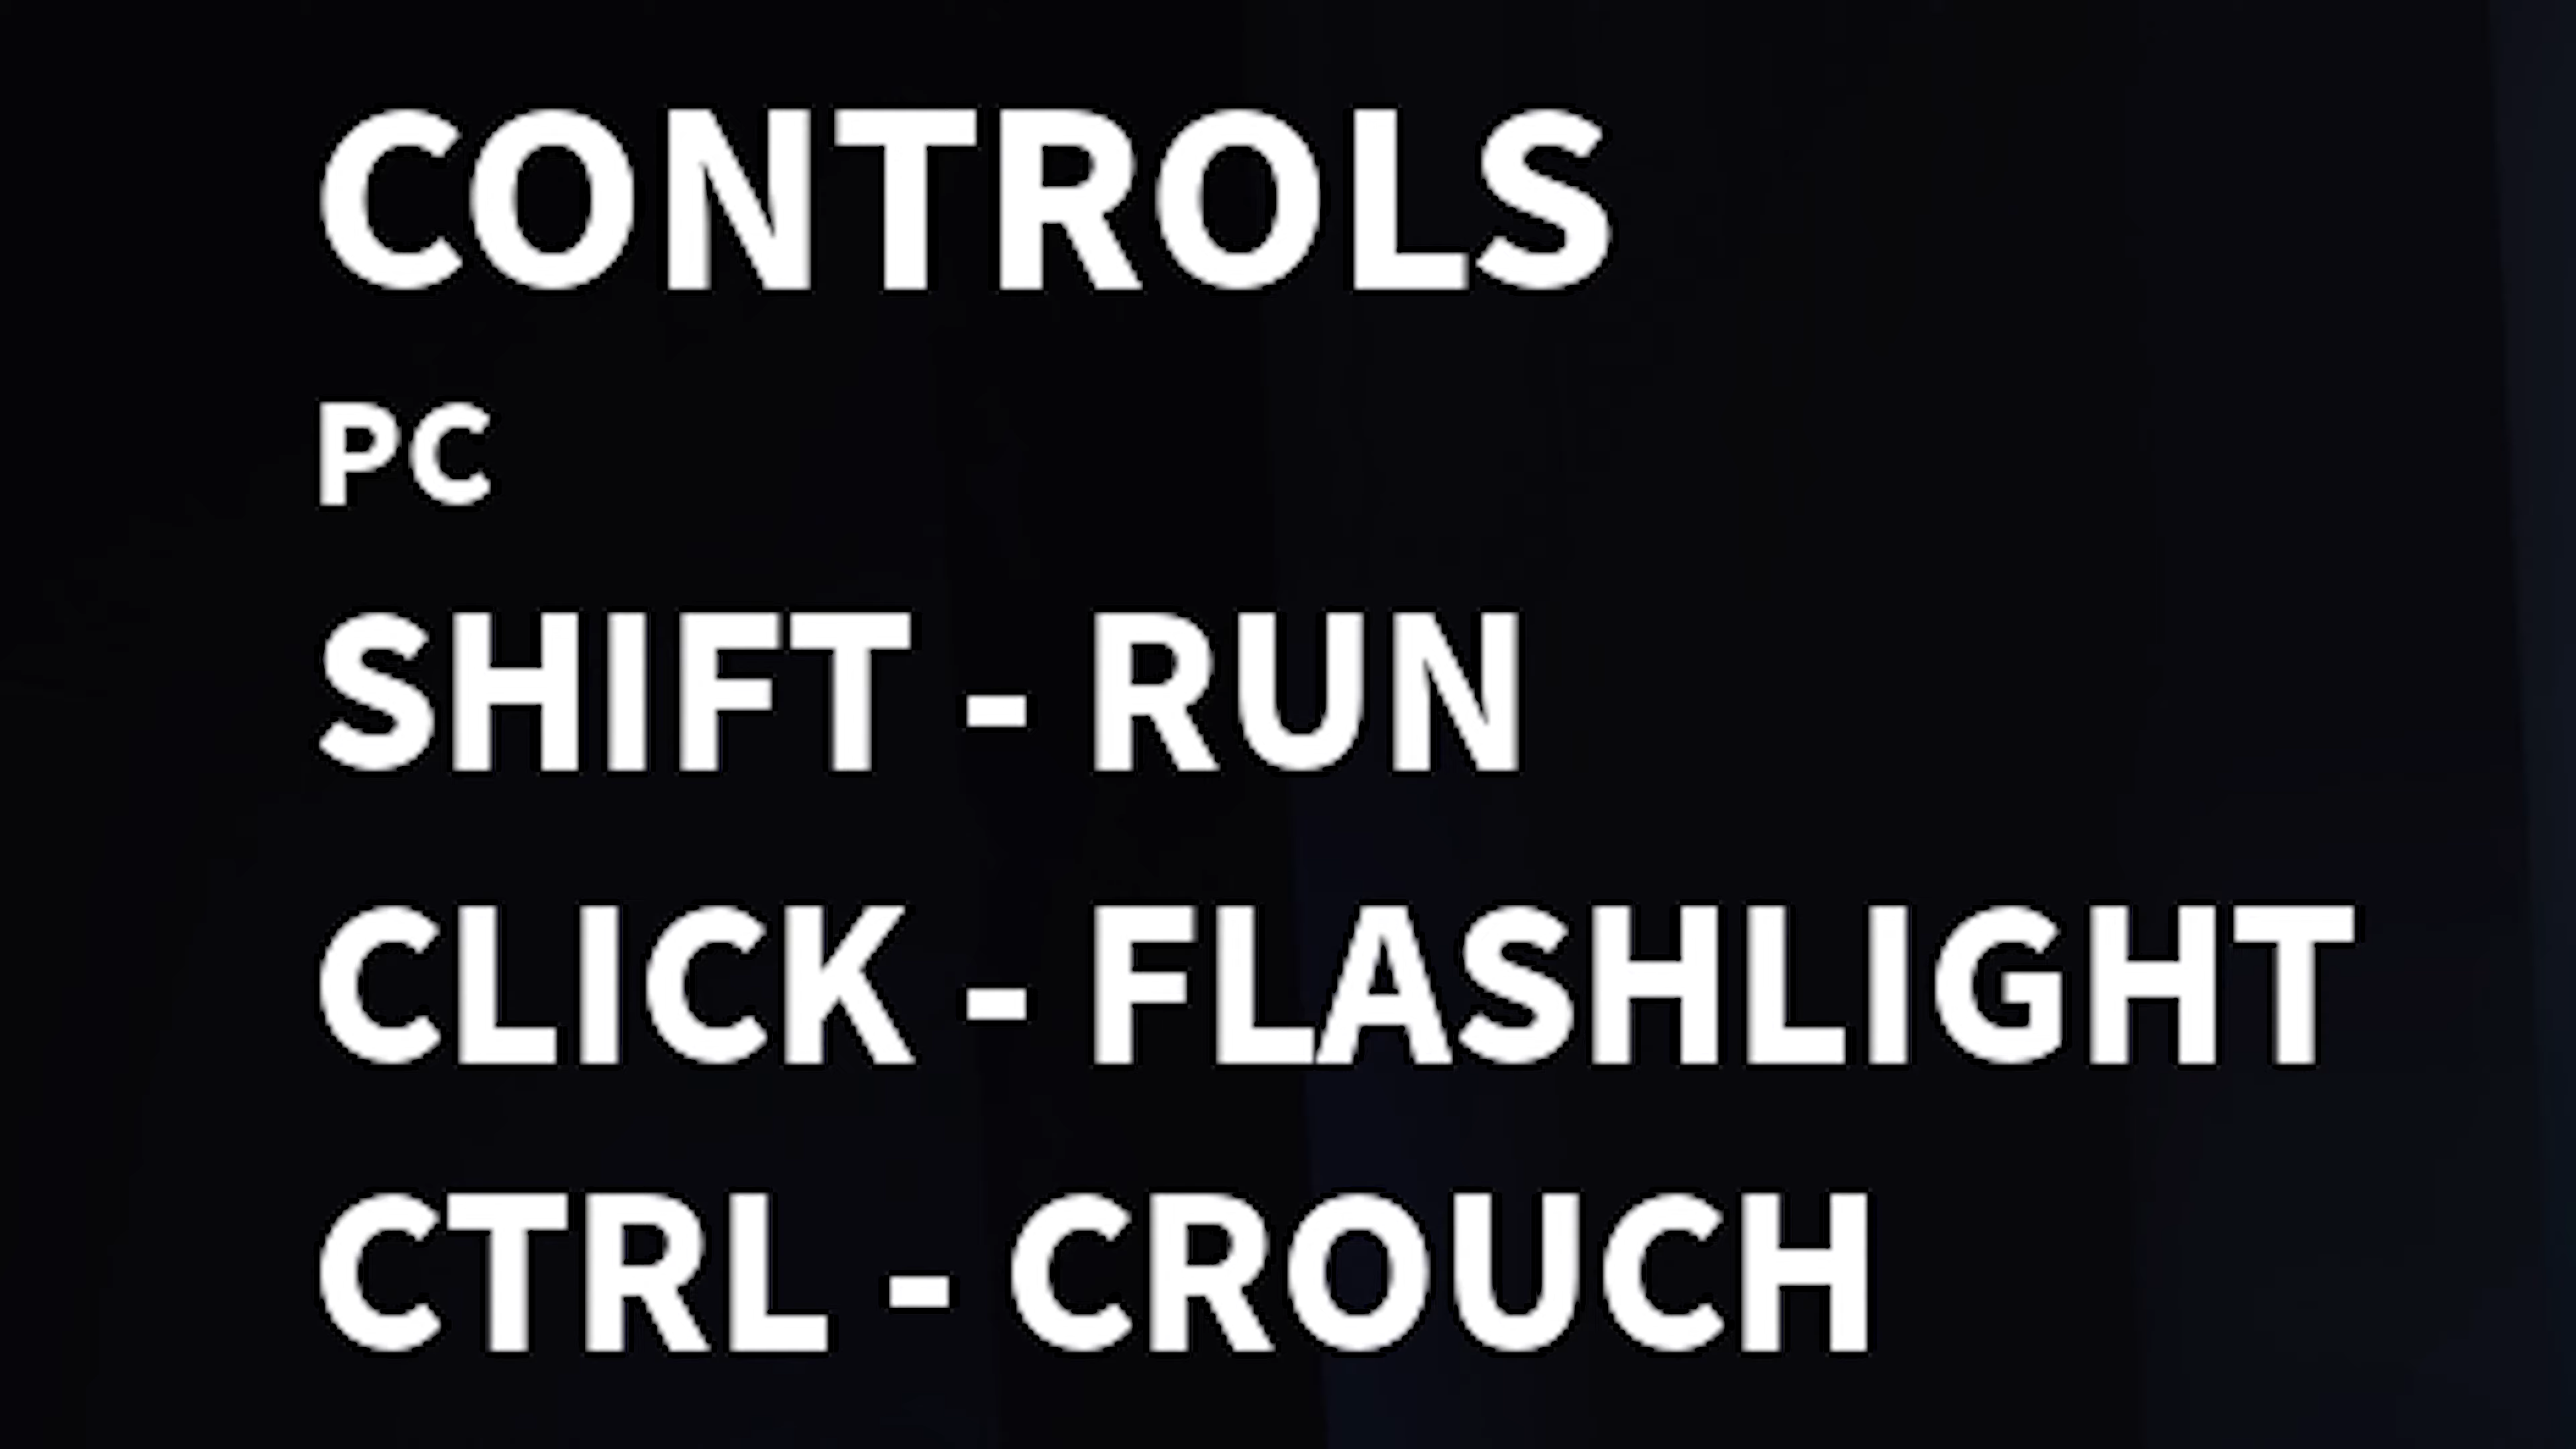 CONTROLS
PC
SHIFT - RUN
CLICK - FLASHLIGHT
CTRL - CROUCH